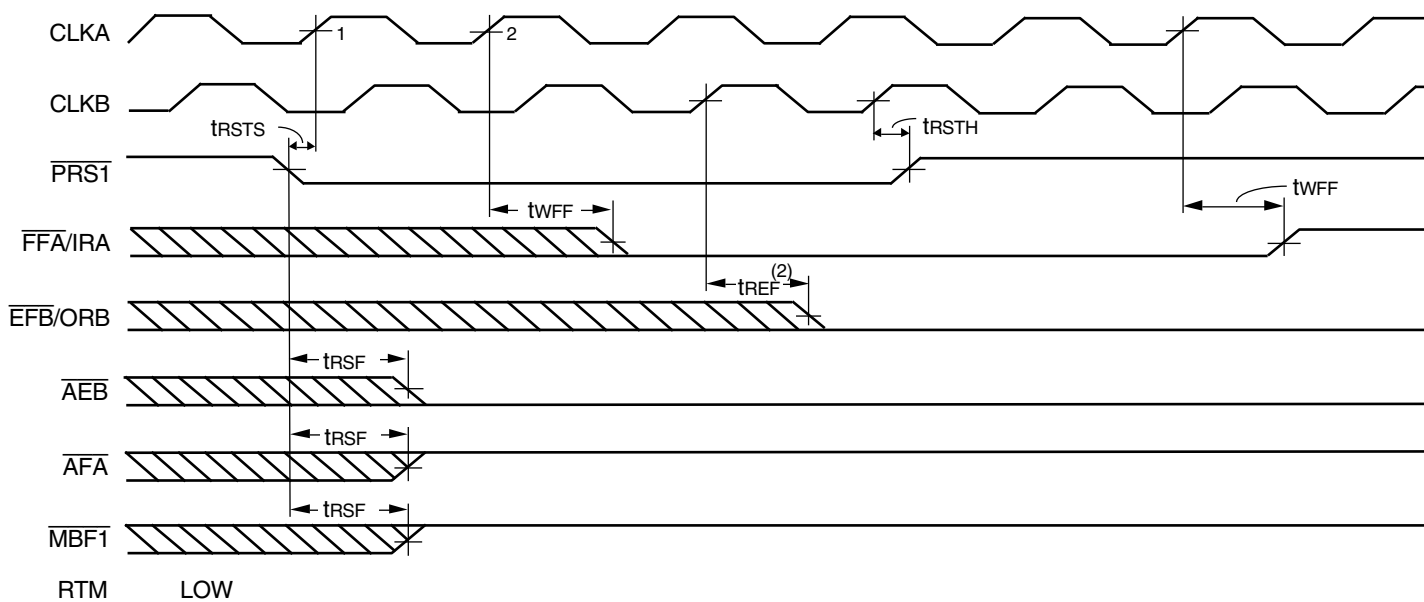 CLKA 1 2
CLKB
tRSTS tRSTH
PRS1 tWFF
tWFF
FFA/IRA
tREF(2)
EFB/ORB
tRSF
AEB
tRSF
AFA
tRSF
MBF1
RTM LOW